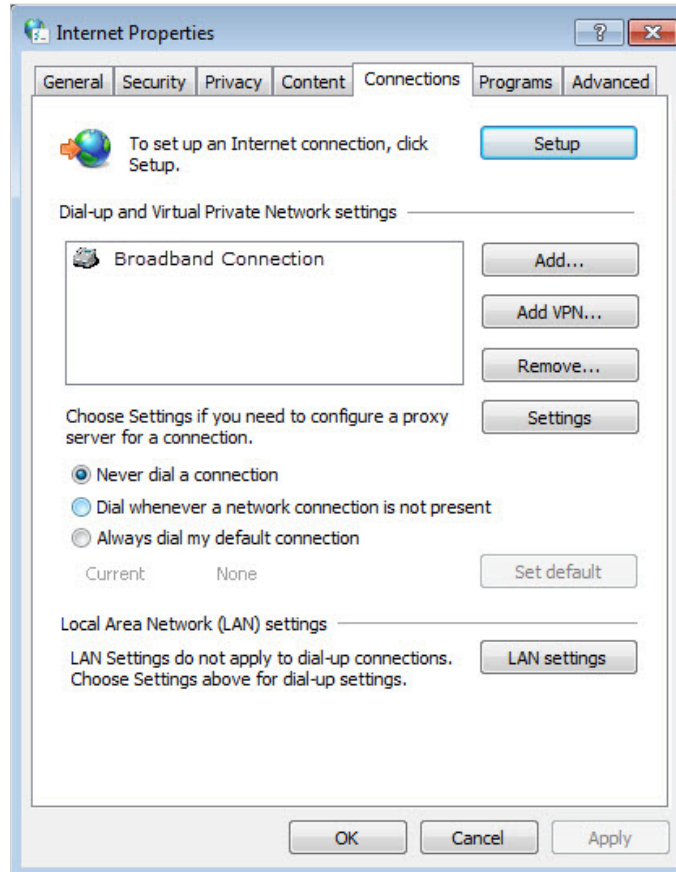 Internet Properties
?
General Security Privacy Content Connections Programs Advanced
To set up an Internet connection, click
Setup.
Setup
Dial-up and Virtual Private Network settings
Broadband Connection
Add...
Add VPN...
Remove...
Choose Settings if you need to configure a proxy
server for a connection.
Settings
Never dial a connection
Dial whenever a network connection is not present
Always dial my default connection
Current None
Set default
Local Area Network (LAN) settings
LAN Settings do not apply to dial-up connections.
Choose Settings above for dial-up settings.
LAN settings
OK Cancel Apply